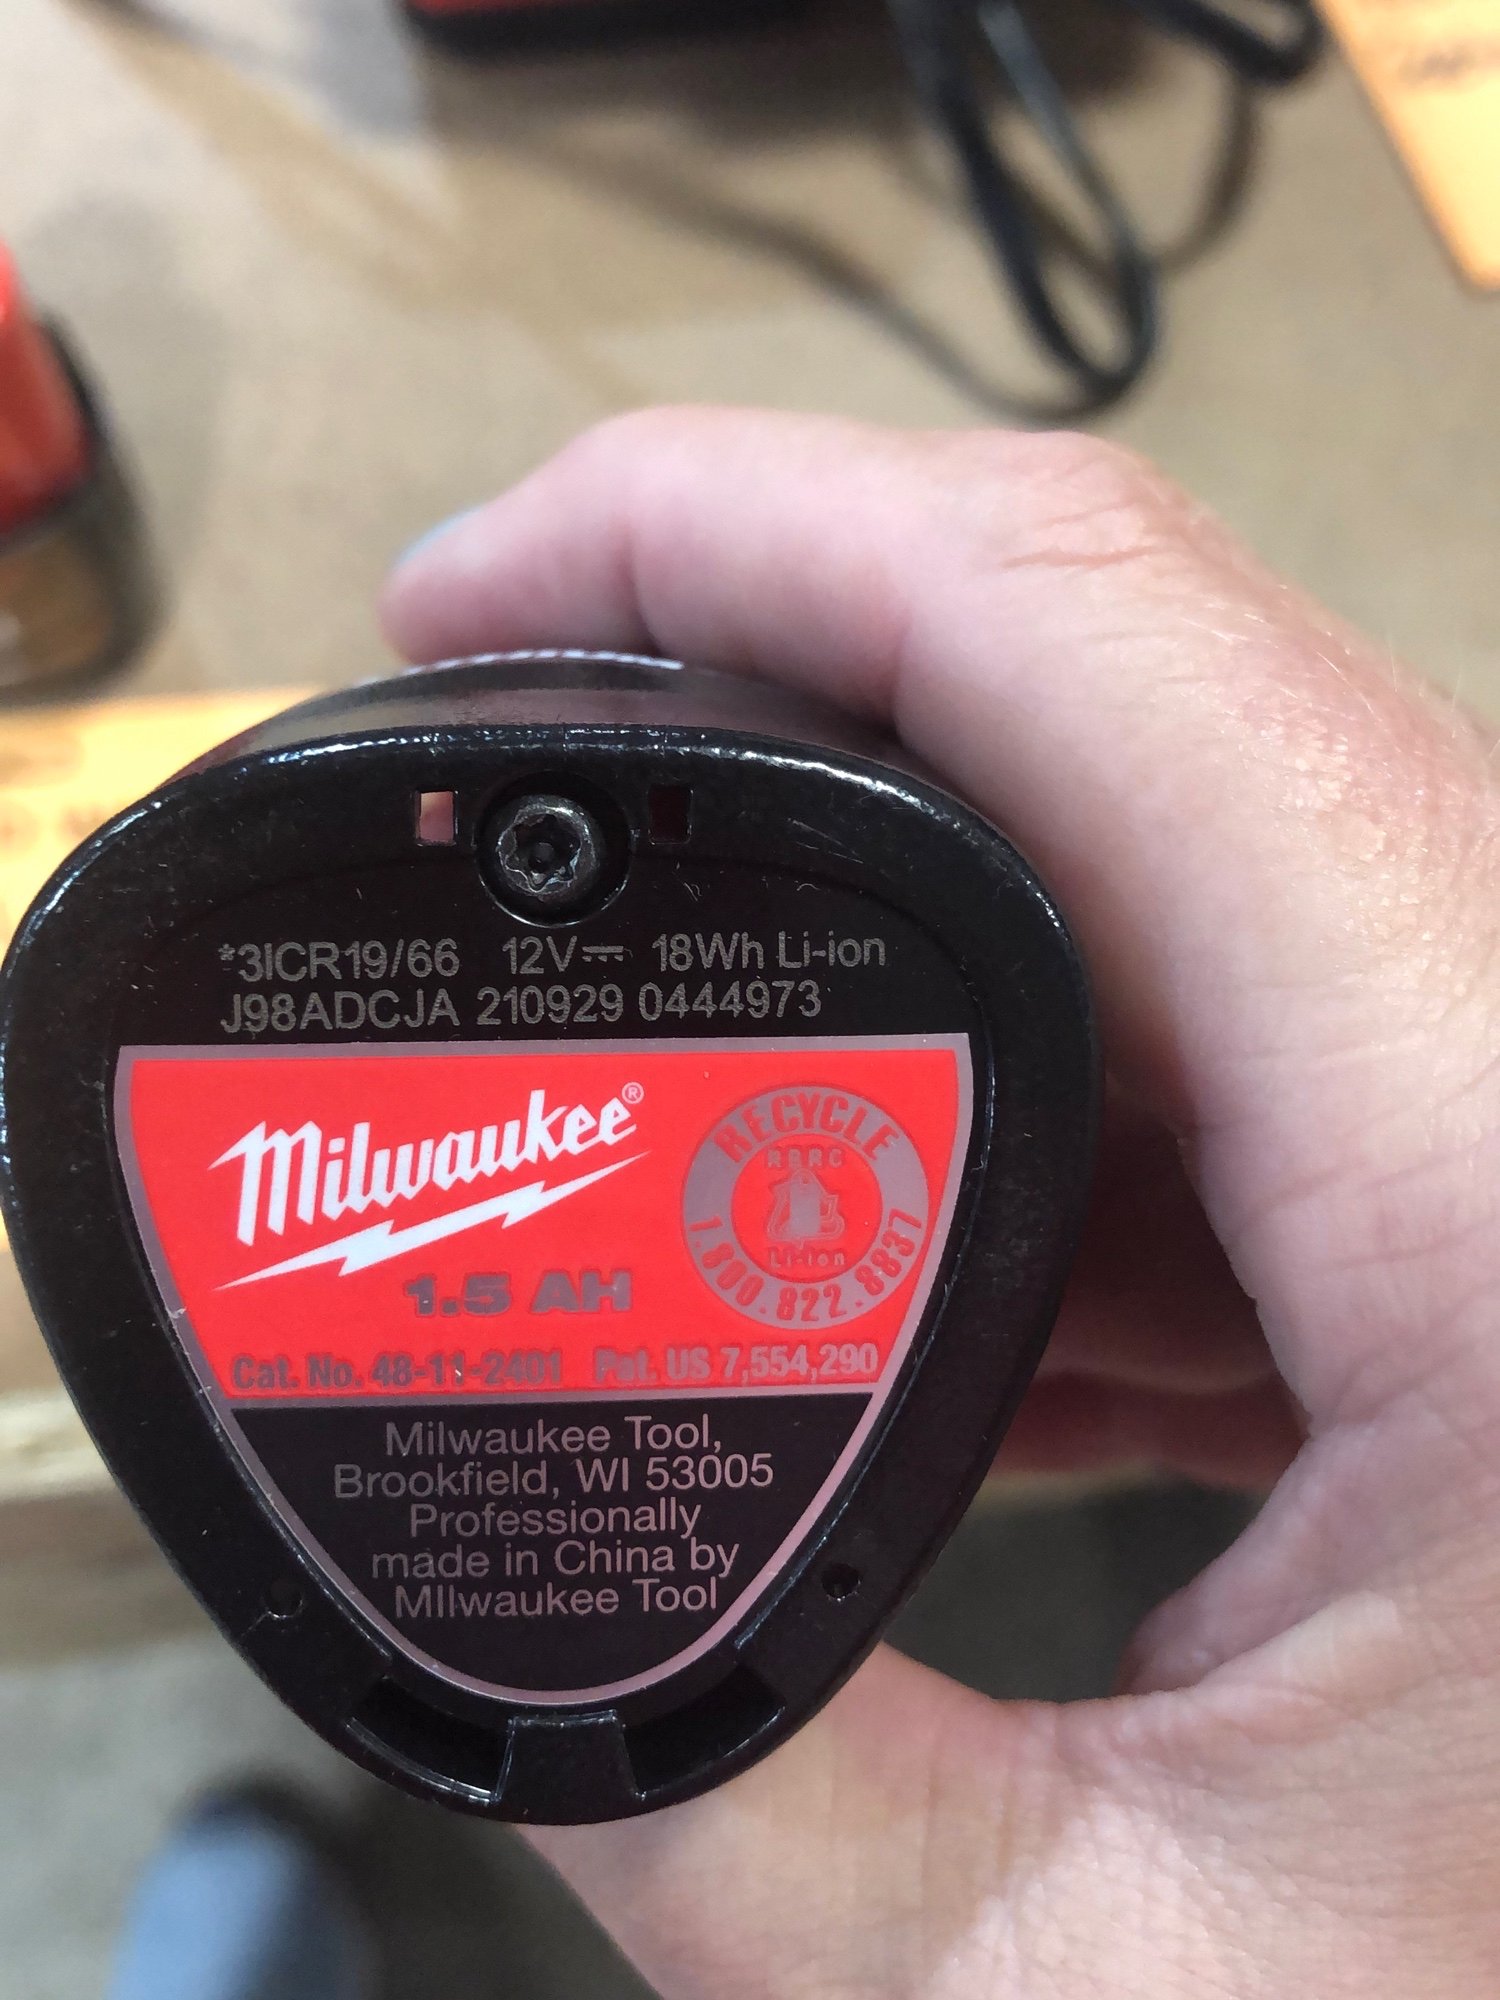 *3ICR19/66 12V⎓ 18Wh Li-ion
J98ADCJA 210929 0444973
Milwaukee®
1.5 AH
RECYCLE
RBRC
Li-Ion
1.800.822.8837
Cat. No. 48-11-2401 Pat. US 7,554,290
Milwaukee Tool,
Brookfield, WI 53005
Professionally
made in China by
MIlwaukee Tool